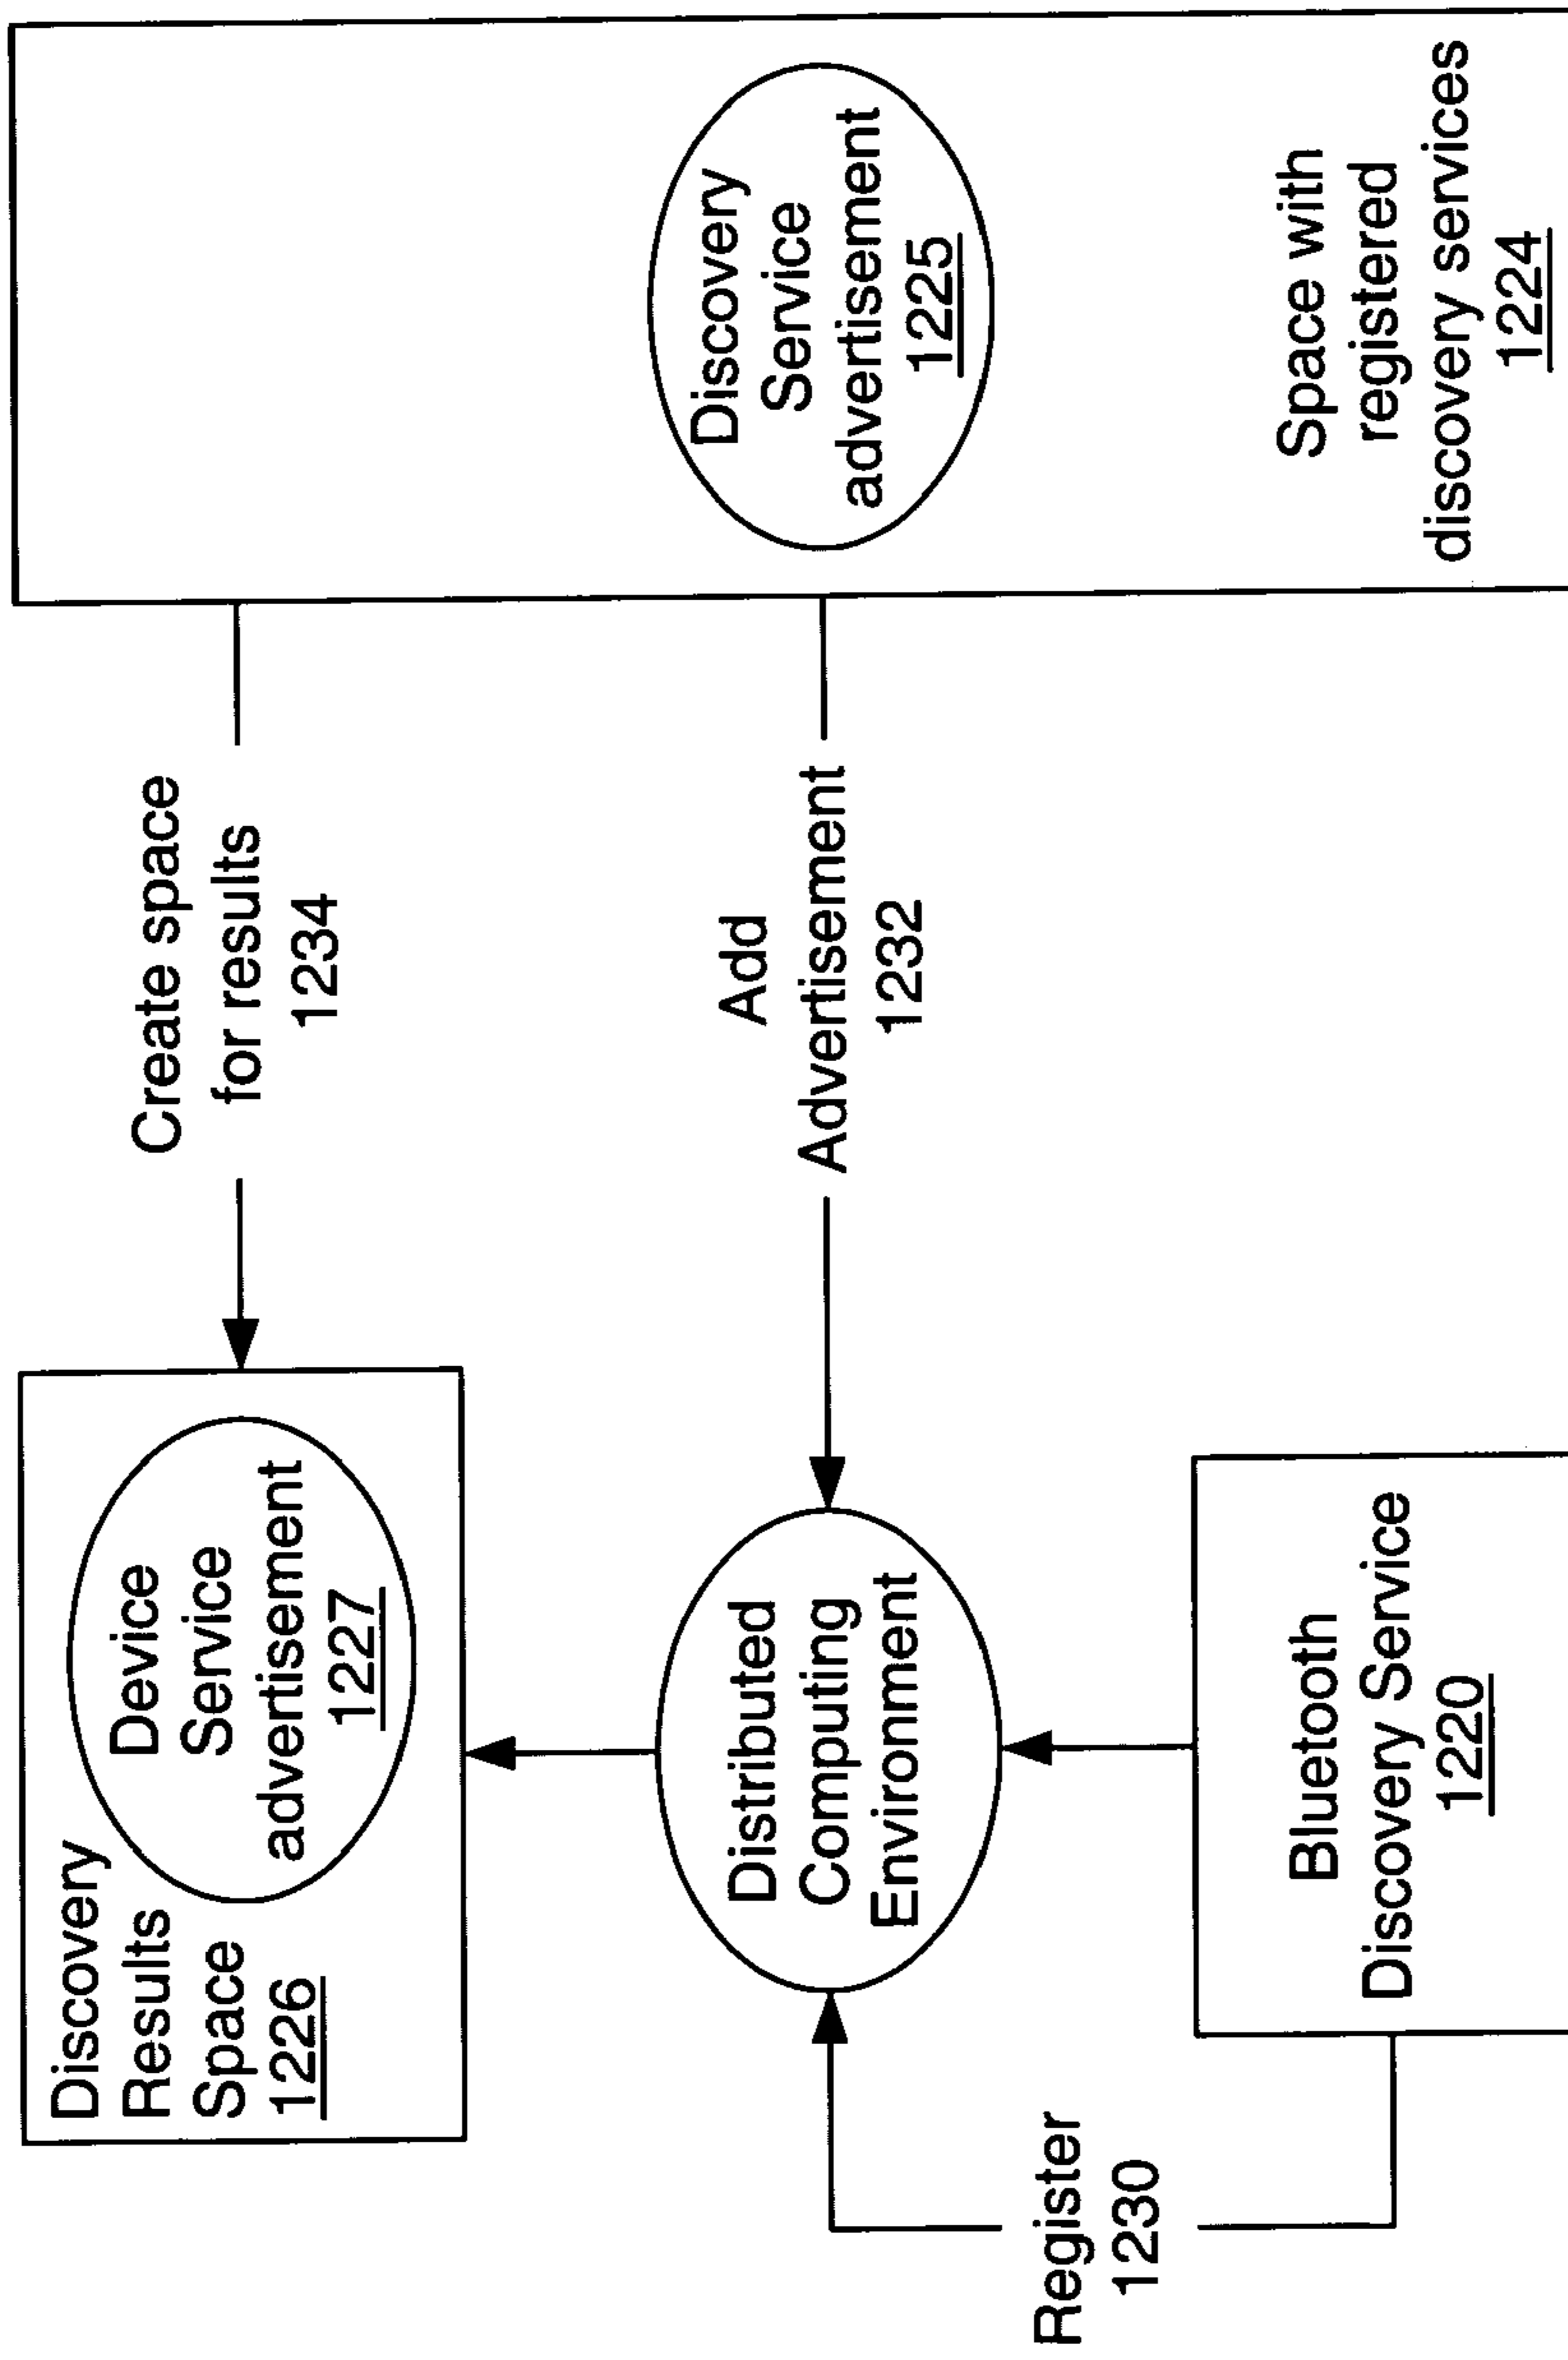 Discovery
Results
Space
1226
Device
Service
advertisement
1227
Create space
for results
1234
Distributed
Computing
Environment
Add
Advertisement
1232
Discovery
Service
advertisement
1225
Register
1230
Bluetooth
Discovery Service
1220
Space with
registered
discovery services
1224